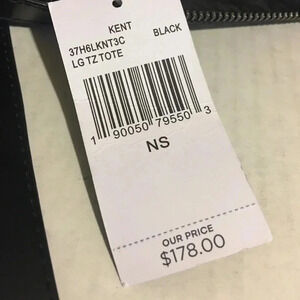 KENT
37H6LKNT3C BLACK
LG TZ TOTE
1 90050 79550 3
NS
OUR PRICE
$178.00